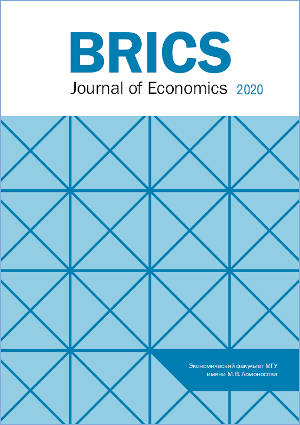 BRICS
Journal of Economics 2020
Экономический факультет МГУ
имени М.В. Ломоносова